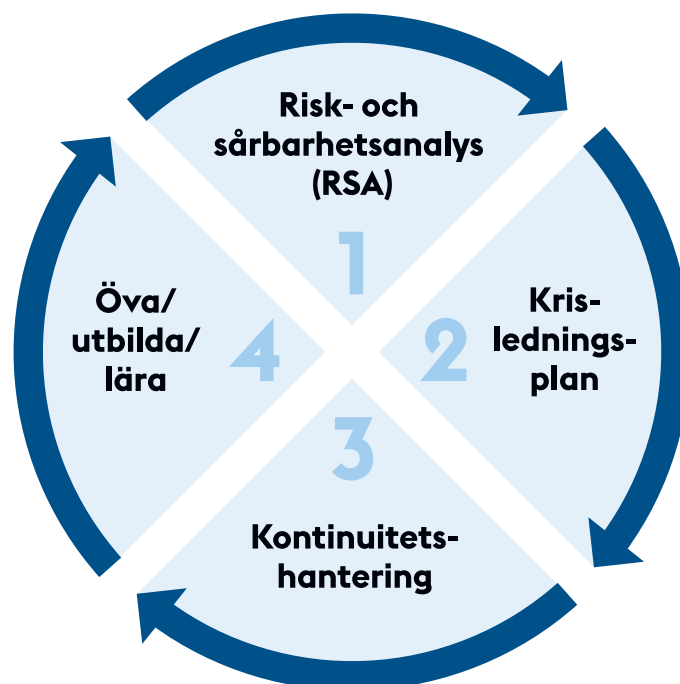 Risk- och
sårbarhetsanalys
(RSA)
1
Kris-
lednings-
plan
2
3
Kontinuitets-
hantering
Öva/
utbilda/
lära
4